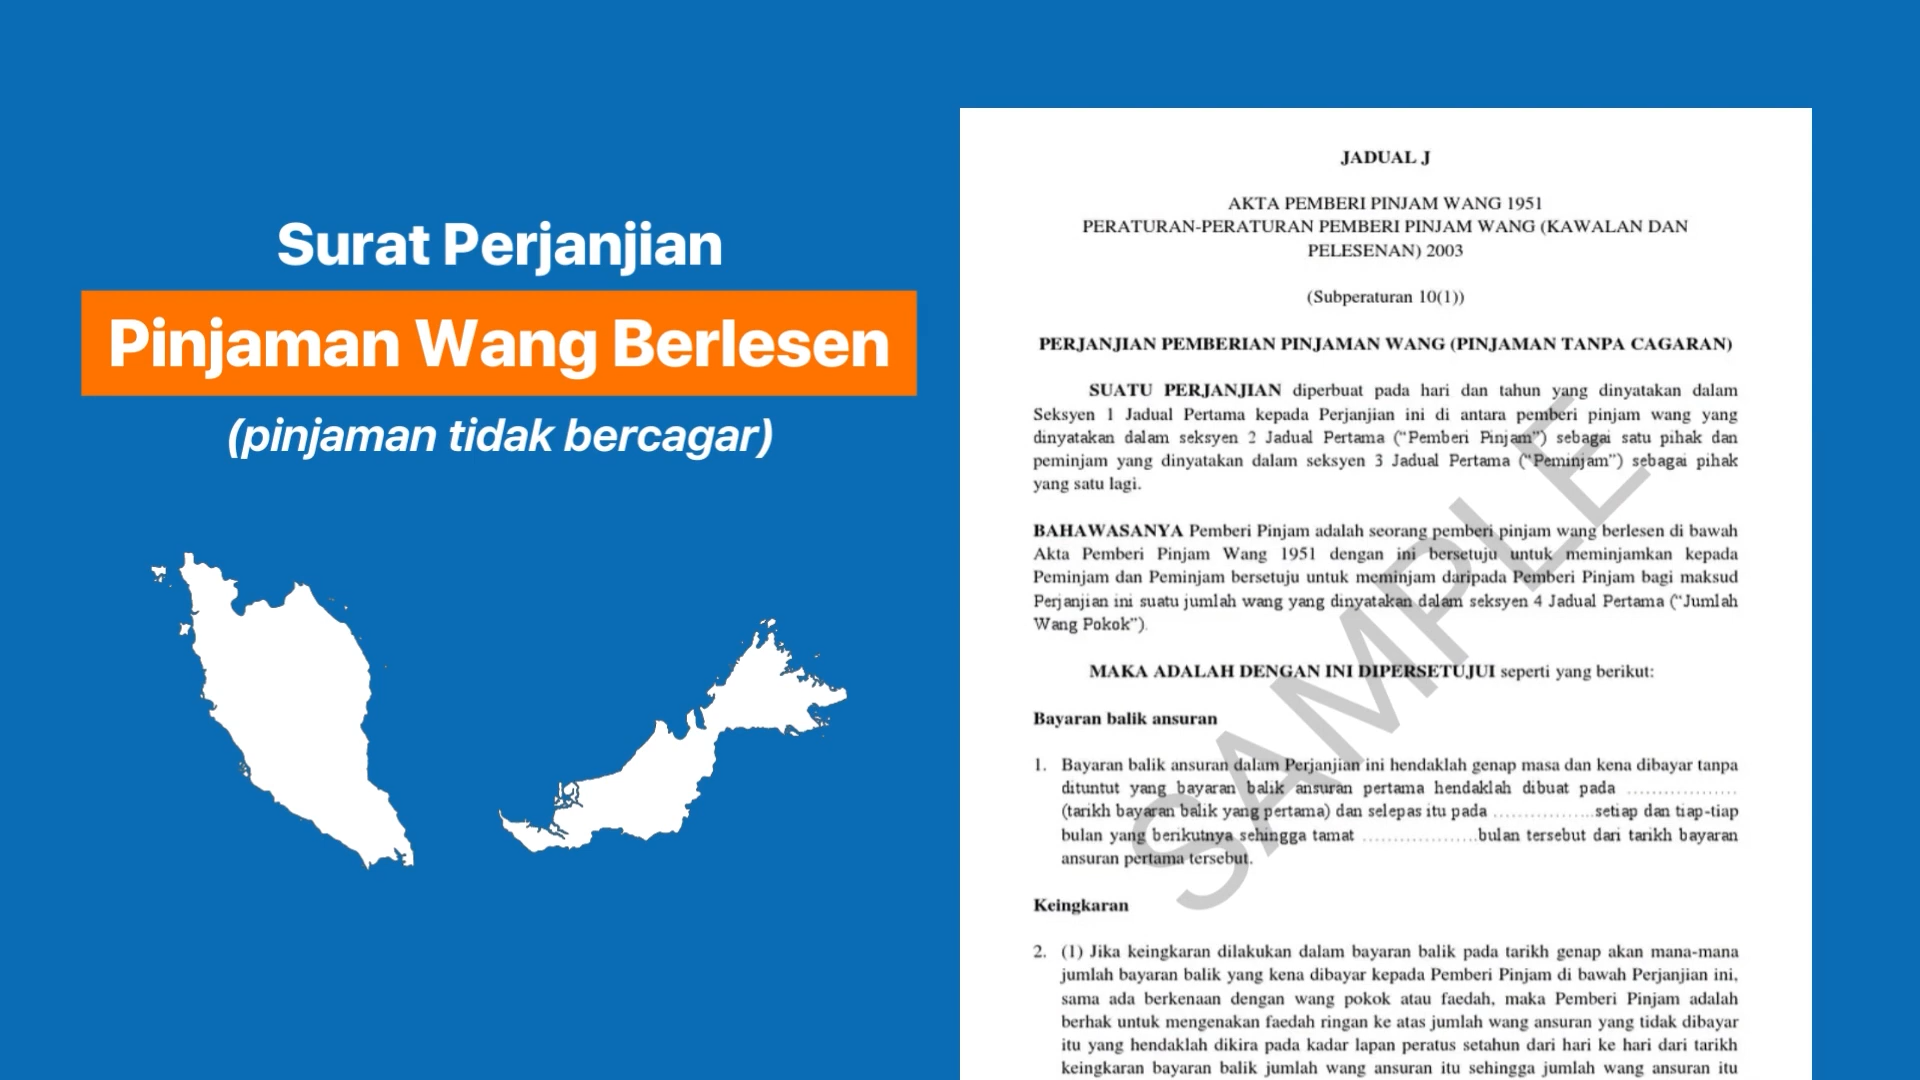 Surat Perjanjian
Pinjaman Wang Berlesen
(pinjaman tidak bercagar)
JADUAL J
AKTA PEMBERI PINJAM WANG 1951
PERATURAN-PERATURAN PEMBERI PINJAM WANG (KAWALAN DAN
PELESENAN) 2003
(Subperaturan 10(1))
PERJANJIAN PEMBERIAN PINJAMAN WANG (PINJAMAN TANPA CAGARAN)
SUATU PERJANJIAN diperbuat pada hari dan tahun yang dinyatakan dalam
Seksyen 1 Jadual Pertama kepada Perjanjian ini di antara pemberi pinjam wang yang
dinyatakan dalam seksyen 2 Jadual Pertama (“Pemberi Pinjam”) sebagai satu pihak dan
peminjam yang dinyatakan dalam seksyen 3 Jadual Pertama (“Peminjam”) sebagai pihak
yang satu lagi.
BAHAWASANYA Pemberi Pinjam adalah seorang pemberi pinjam wang berlesen di bawah
Akta Pemberi Pinjam Wang 1951 dengan ini bersetuju untuk meminjamkan kepada
Peminjam dan Peminjam bersetuju untuk meminjam daripada Pemberi Pinjam bagi maksud
Perjanjian ini suatu jumlah wang yang dinyatakan dalam seksyen 4 Jadual Pertama (“Jumlah
Wang Pokok”).
MAKA ADALAH DENGAN INI DIPERSETUJUI seperti yang berikut:
Bayaran balik ansuran
1. Bayaran balik ansuran dalam Perjanjian ini hendaklah genap masa dan kena dibayar tanpa
dituntut yang bayaran balik ansuran pertama hendaklah dibuat pada ..................
(tarikh bayaran balik yang pertama) dan selepas itu pada .................setiap dan tiap-tiap
bulan yang berikutnya sehingga tamat ...................bulan tersebut dari tarikh bayaran
ansuran pertama tersebut.
Keingkaran
2. (1) Jika keingkaran dilakukan dalam bayaran balik pada tarikh genap akan mana-mana
jumlah bayaran balik yang kena dibayar kepada Pemberi Pinjam di bawah Perjanjian ini,
sama ada berkenaan dengan wang pokok atau faedah, maka Pemberi Pinjam adalah
berhak untuk mengenakan faedah ringan ke atas jumlah wang ansuran yang tidak dibayar
itu yang hendaklah dikira pada kadar lapan peratus setahun dari hari ke hari dari tarikh
keingkaran bayaran balik jumlah wang ansuran itu sehingga jumlah wang ansuran itu
SAMPLE